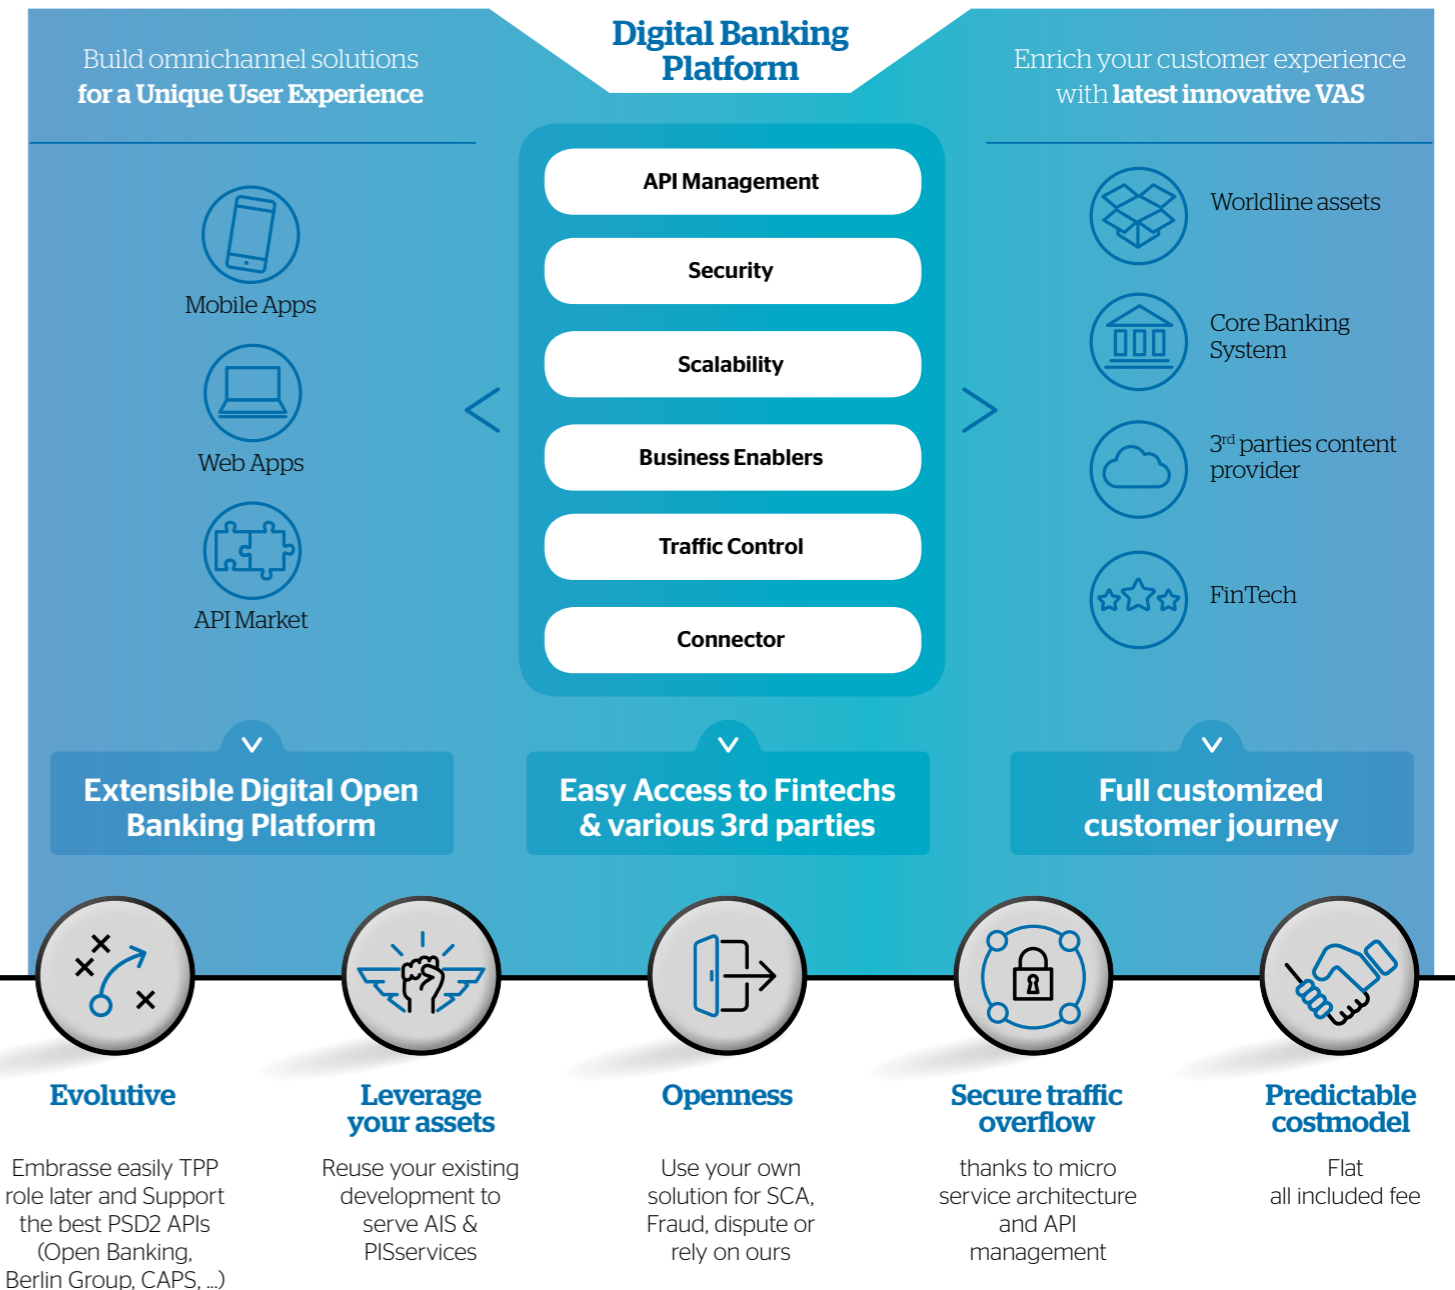 Digital Banking
Platform
Build omnichannel solutions
for a Unique User Experience
Mobile Apps
Web Apps
API Market
API Management
Security
Scalability
Business Enablers
Traffic Control
Connector
Enrich your customer experience
with latest innovative VAS
Worldline assets
Core Banking
System
3rd parties content
provider
FinTech
Extensible Digital Open
Banking Platform
Easy Access to Fintechs
& various 3rd parties
Full customized
customer journey
Evolutive
Embrasse easily TPP
role later and Support
the best PSD2 APIs
(Open Banking,
Berlin Group, CAPS, ...)
Leverage
your assets
Reuse your existing
development to
serve AIS &
PISservices
Openness
Use your own
solution for SCA,
Fraud, dispute or
rely on ours
Secure traffic
overflow
thanks to micro
service architecture
and API
management
Predictable
costmodel
Flat
all included fee